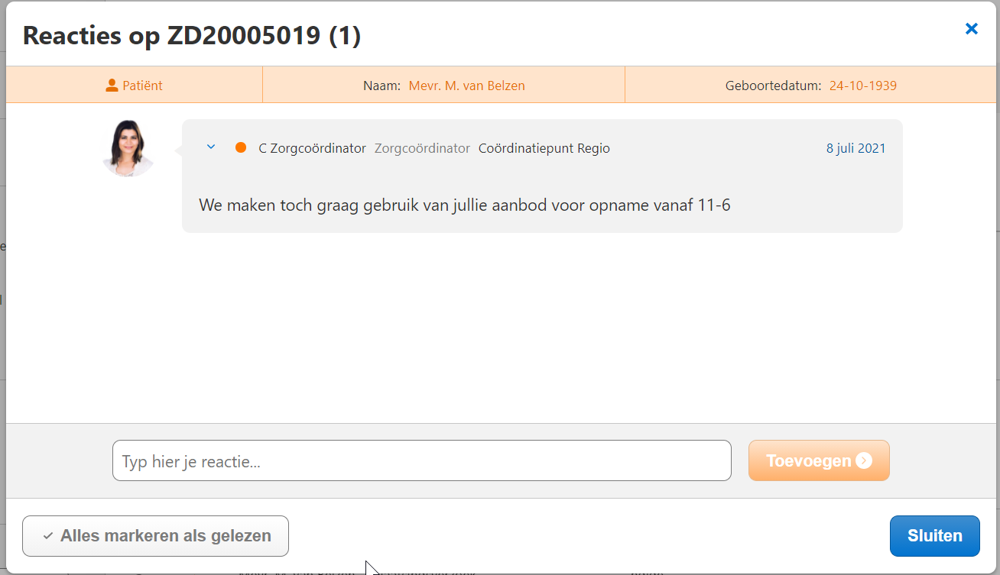 Reacties op ZD20005019 (1)
Patiënt Naam: Mevr. M. van Belzen Geboortedatum: 24-10-1939
C Zorgcoördinator Zorgcoördinator Coördinatiepunt Regio 8 juli 2021
We maken toch graag gebruik van jullie aanbod voor opname vanaf 11-6
Typ hier je reactie...
Toevoegen
Alles markeren als gelezen
Sluiten